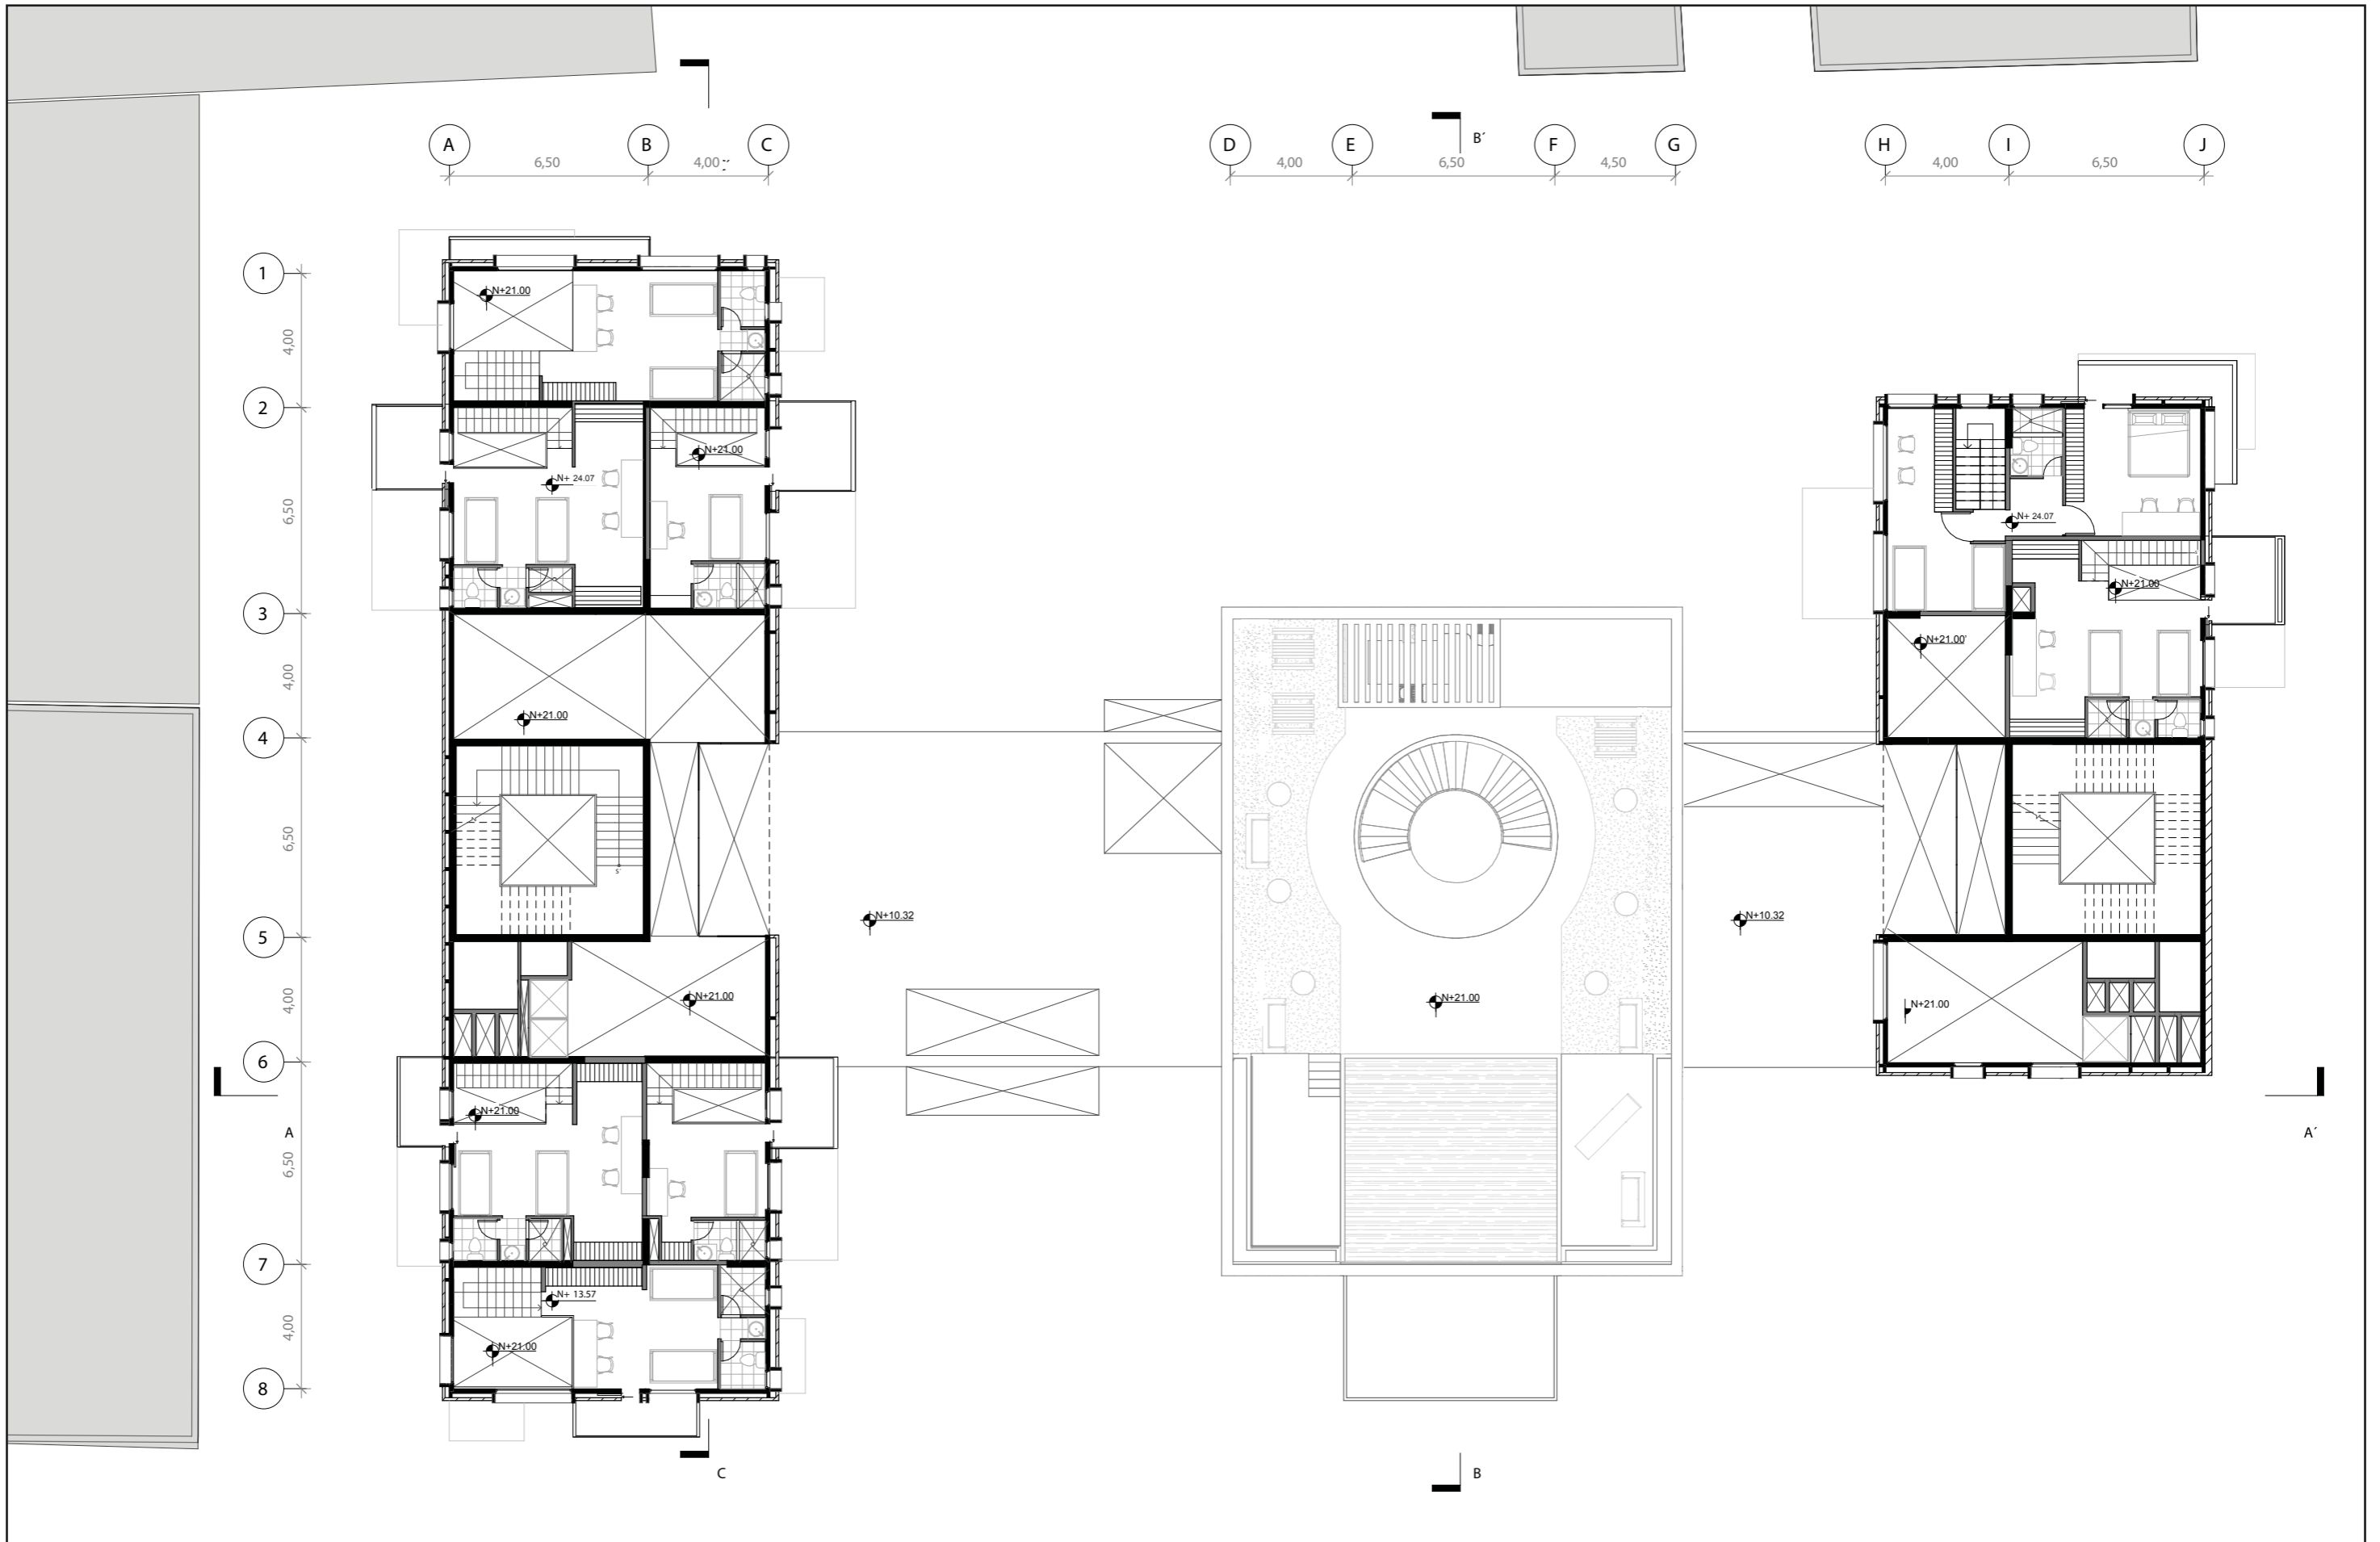 B´
A B C D E F G H I J
6,50 4,00 4,00 6,50 4,50 4,00 6,50
1
N+21.00
4,00
2
N+21.00
N+ 24.07
6,50
N+ 24.07
N+21.00
3
N+21.00´
4,00
N+21.00
4
6,50
S´
N+10.32
N+10.32
5
N+21.00
N+21.00
N+21.00
4,00
6
N+21.00
A
A´
6,50
7
N+ 13.57
4,00
N+21.00
8
C
B